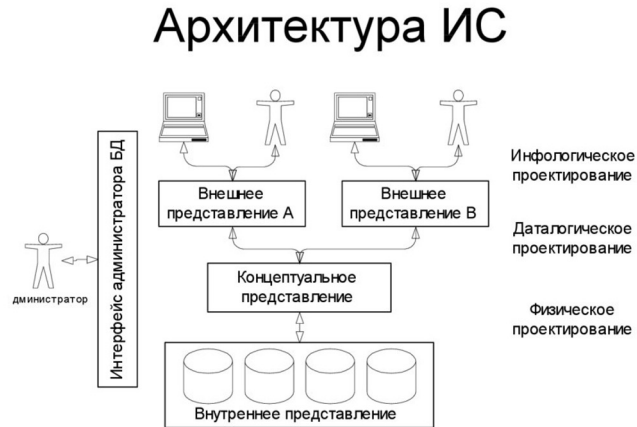 Архитектура ИС
Инфологическое
проектирование
Интерфейс администратора БД
Внешнее
представление А
Внешнее
представление В
Даталогическое
проектирование
дминистратор
Концептуальное
представление
Физическое
проектирование
Внутреннее представление